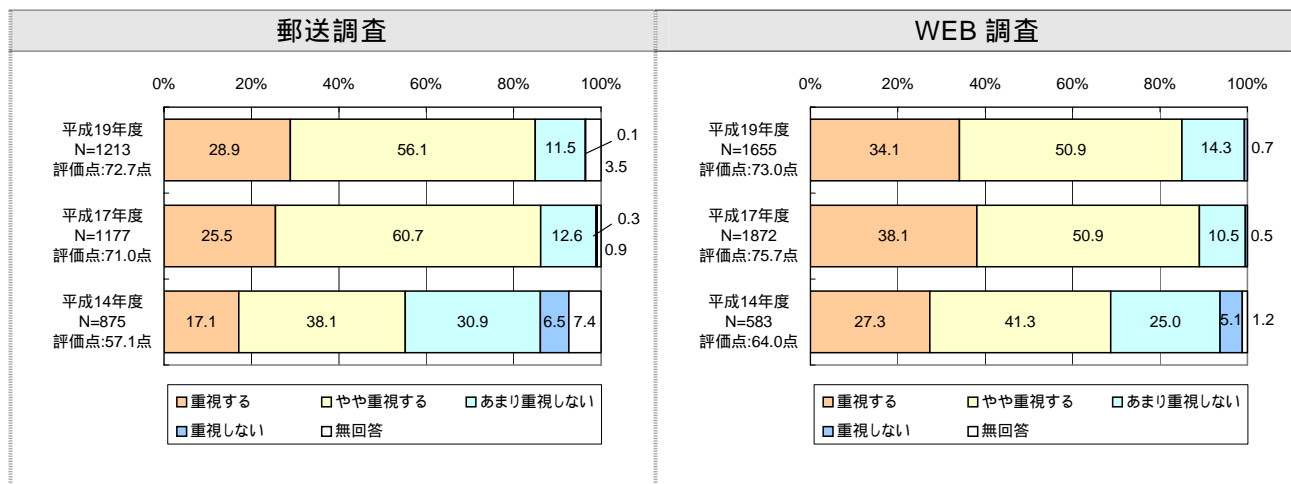 郵送調査
0% 20% 40% 60% 80% 100%
平成19年度
N=1213
評価点:72.7点
28.9 56.1 11.5 0.1 3.5
平成17年度
N=1177
評価点:71.0点
25.5 60.7 12.6 0.3 0.9
平成14年度
N=875
評価点:57.1点
17.1 38.1 30.9 6.5 7.4
重視する やや重視する あまり重視しない
重視しない 無回答
WEB 調査
0% 20% 40% 60% 80% 100%
平成19年度
N=1655
評価点:73.0点
34.1 50.9 14.3 0.7
平成17年度
N=1872
評価点:75.7点
38.1 50.9 10.5 0.5
平成14年度
N=583
評価点:64.0点
27.3 41.3 25.0 5.1 1.2
重視する やや重視する あまり重視しない
重視しない 無回答